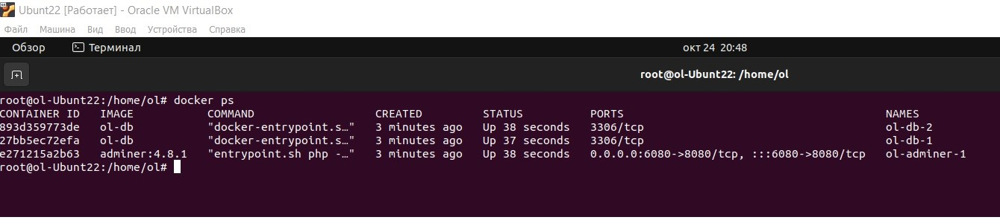 Ubunt22 [Работает] - Oracle VM VirtualBox
Файл Машина Вид Ввод Устройства Справка
Обзор Терминал окт 24 20:48
root@ol-Ubunt22: /home/ol
root@ol-Ubunt22:/home/ol# docker ps
CONTAINER ID IMAGE COMMAND CREATED STATUS PORTS NAMES
893d359773de ol-db "docker-entrypoint.s…" 3 minutes ago Up 38 seconds 3306/tcp ol-db-2
27bb5ec72efa ol-db "docker-entrypoint.s…" 3 minutes ago Up 37 seconds 3306/tcp ol-db-1
e271215a2b63 adminer:4.8.1 "entrypoint.sh php -…" 3 minutes ago Up 38 seconds 0.0.0.0:6080->8080/tcp, :::6080->8080/tcp ol-adminer-1
root@ol-Ubunt22:/home/ol#